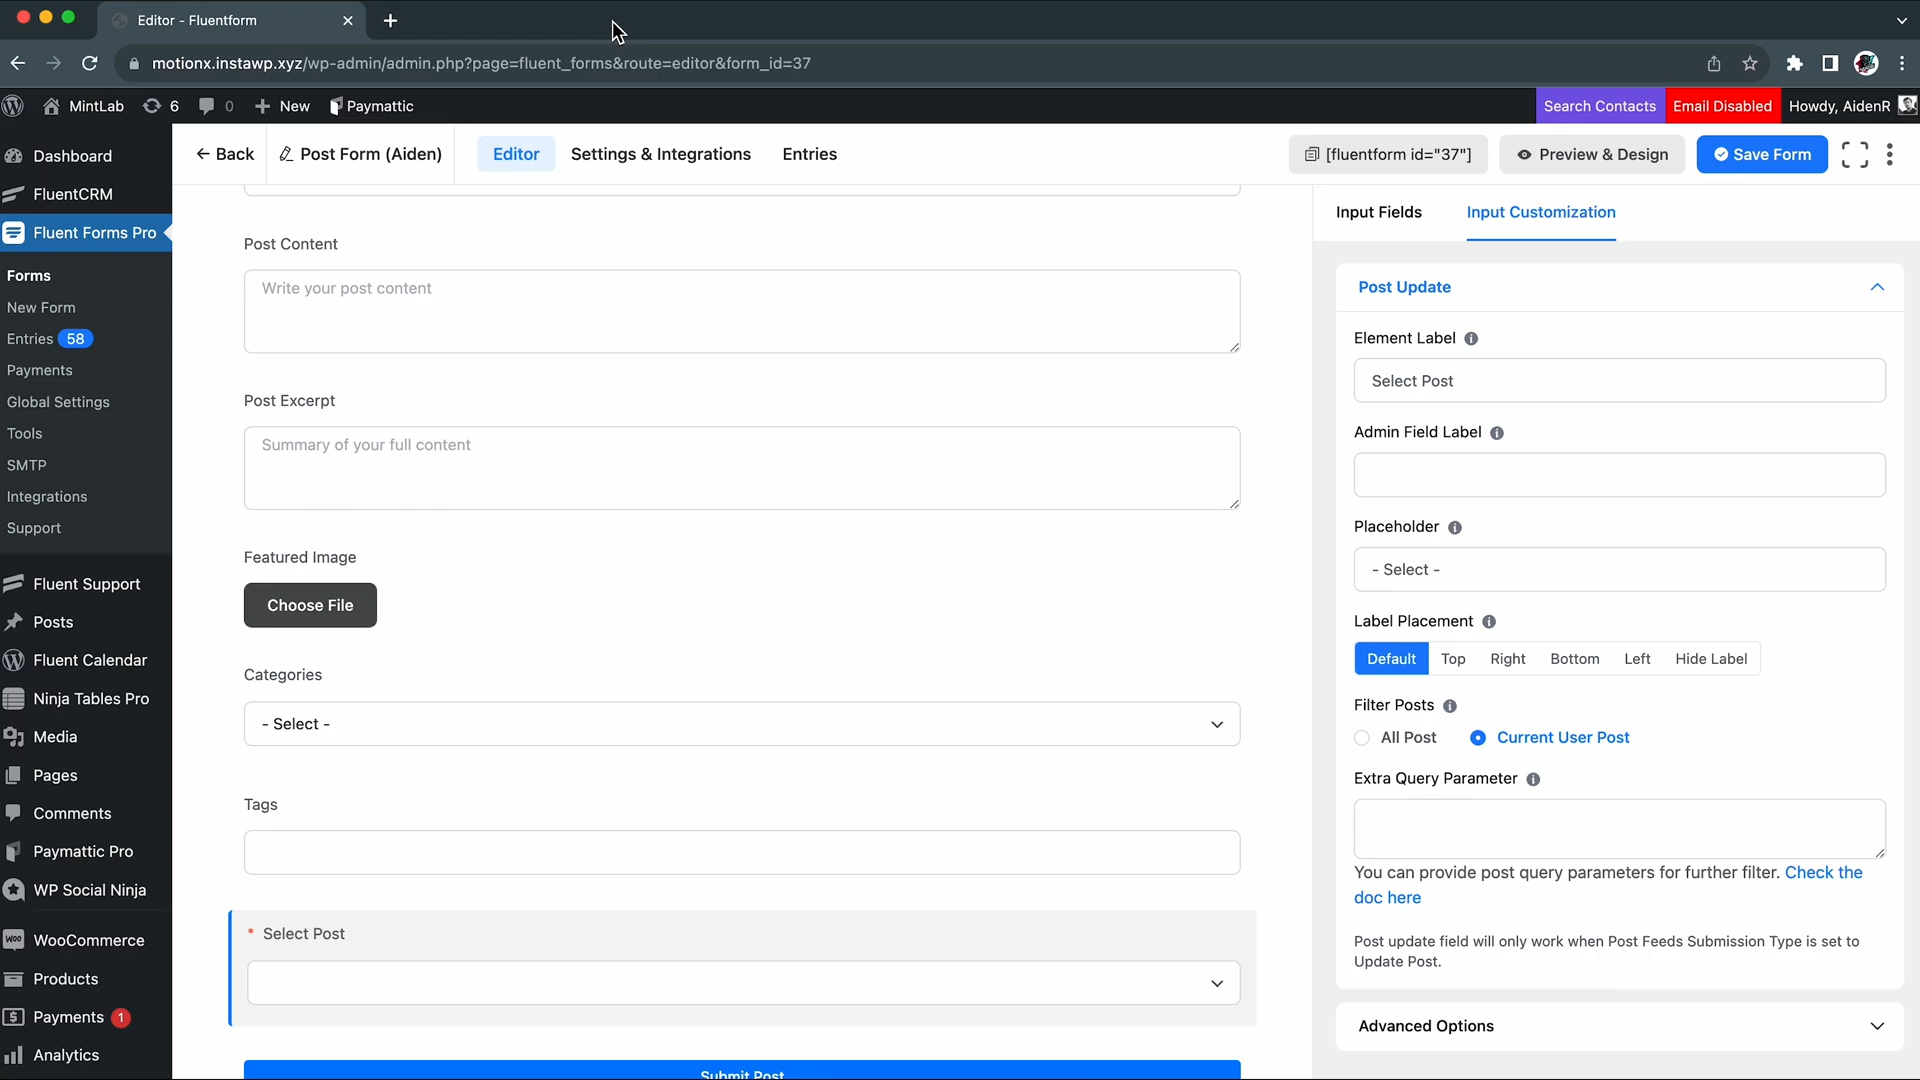 Editor - Fluentform
motionx.instawp.xyz/wp-admin/admin.php?page=fluent_forms&route=editor&form_id=37
MintLab
6
0
New
Paymattic
Search Contacts
Email Disabled
Howdy, AidenR
Dashboard
FluentCRM
Fluent Forms Pro
Forms
New Form
Entries 58
Payments
Global Settings
Tools
SMTP
Integrations
Support
Fluent Support
Posts
Fluent Calendar
Ninja Tables Pro
Media
Pages
Comments
Paymattic Pro
WP Social Ninja
WooCommerce
Products
Payments 1
Analytics
Back
Post Form (Aiden)
Editor
Settings & Integrations
Entries
[fluentform id="37"]
Preview & Design
Save Form
Post Content
Write your post content
Post Excerpt
Summary of your full content
Featured Image
Choose File
Categories
- Select -
Tags
* Select Post
Submit Post
Input Fields
Input Customization
Post Update
Element Label
Select Post
Admin Field Label
Placeholder
- Select -
Label Placement
Default Top Right Bottom Left Hide Label
Filter Posts
All Post Current User Post
Extra Query Parameter
You can provide post query parameters for further filter. Check the
doc here
Post update field will only work when Post Feeds Submission Type is set to
Update Post.
Advanced Options